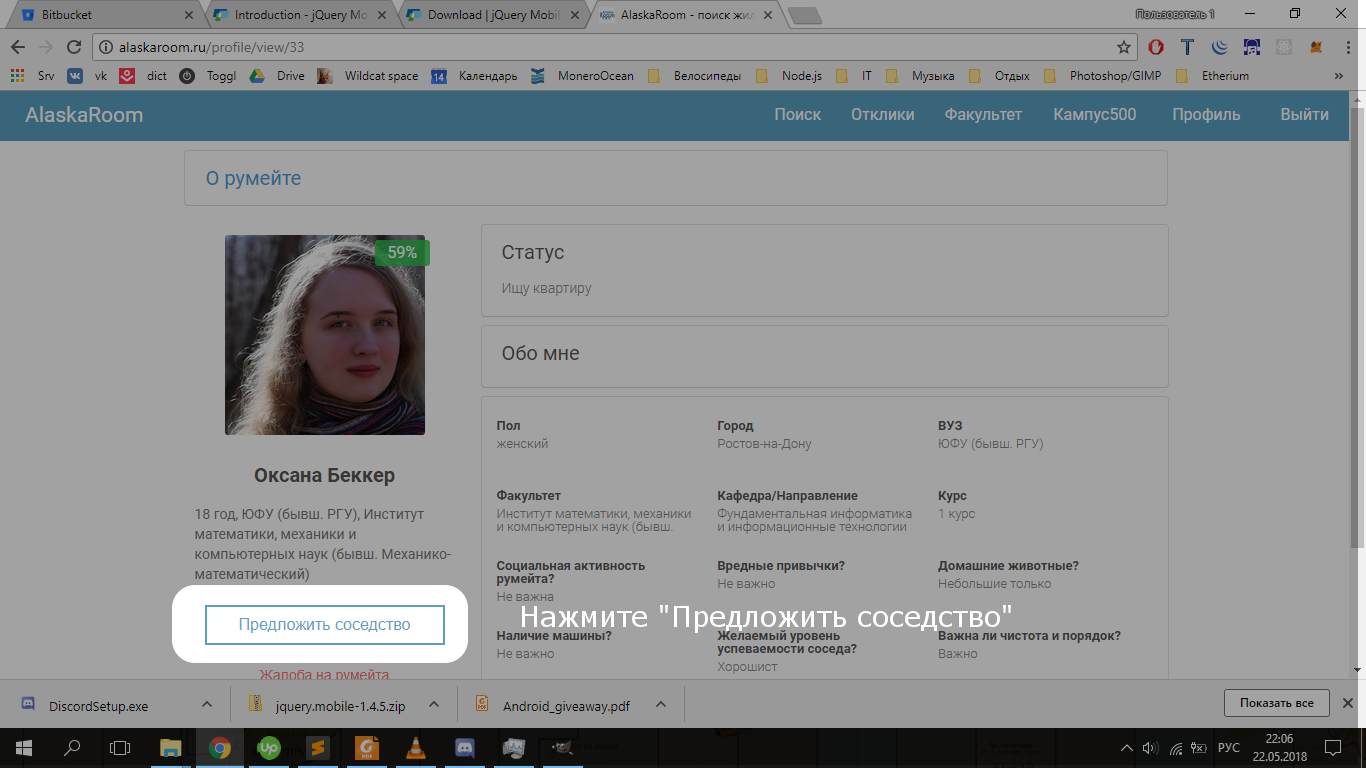 Bitbucket
Introduction - jQuery Mo
Download | jQuery Mobil
AlaskaRoom - поиск жил
Пользователь 1
alaskaroom.ru/profile/view/33
Srv vk dict Toggl Drive Wildcat space 14 Календарь MoneroOcean Велосипеды Node.js IT Музыка Отдых Photoshop/GIMP Etherium »
AlaskaRoom Поиск Отклики Факультет Кампус500 Профиль Выйти
О румейте
59%
Оксана Беккер
18 год, ЮФУ (бывш. РГУ), Институт
математики, механики и
компьютерных наук (бывш. Механико-
математический)
Предложить соседство
Жалоба на румейта
Статус
Ищу квартиру
Обо мне
Пол
женский
Город
Ростов-на-Дону
ВУЗ
ЮФУ (бывш. РГУ)
Факультет
Институт математики, механики
и компьютерных наук (бывш.
Кафедра/Направление
Фундаментальная информатика
и информационные технологии
Курс
1 курс
Социальная активность
румейта?
Не важна
Вредные привычки?
Не важно
Домашние животные?
Небольшие только
Нажмите "Предложить соседство"
Наличие машины?
Не важно
Желаемый уровень
успеваемости соседа?
Хорошист
Важна ли чистота и порядок?
Важно
DiscordSetup.exe
jquery.mobile-1.4.5.zip
Android_giveaway.pdf
Показать все
РУС
22:06
22.05.2018